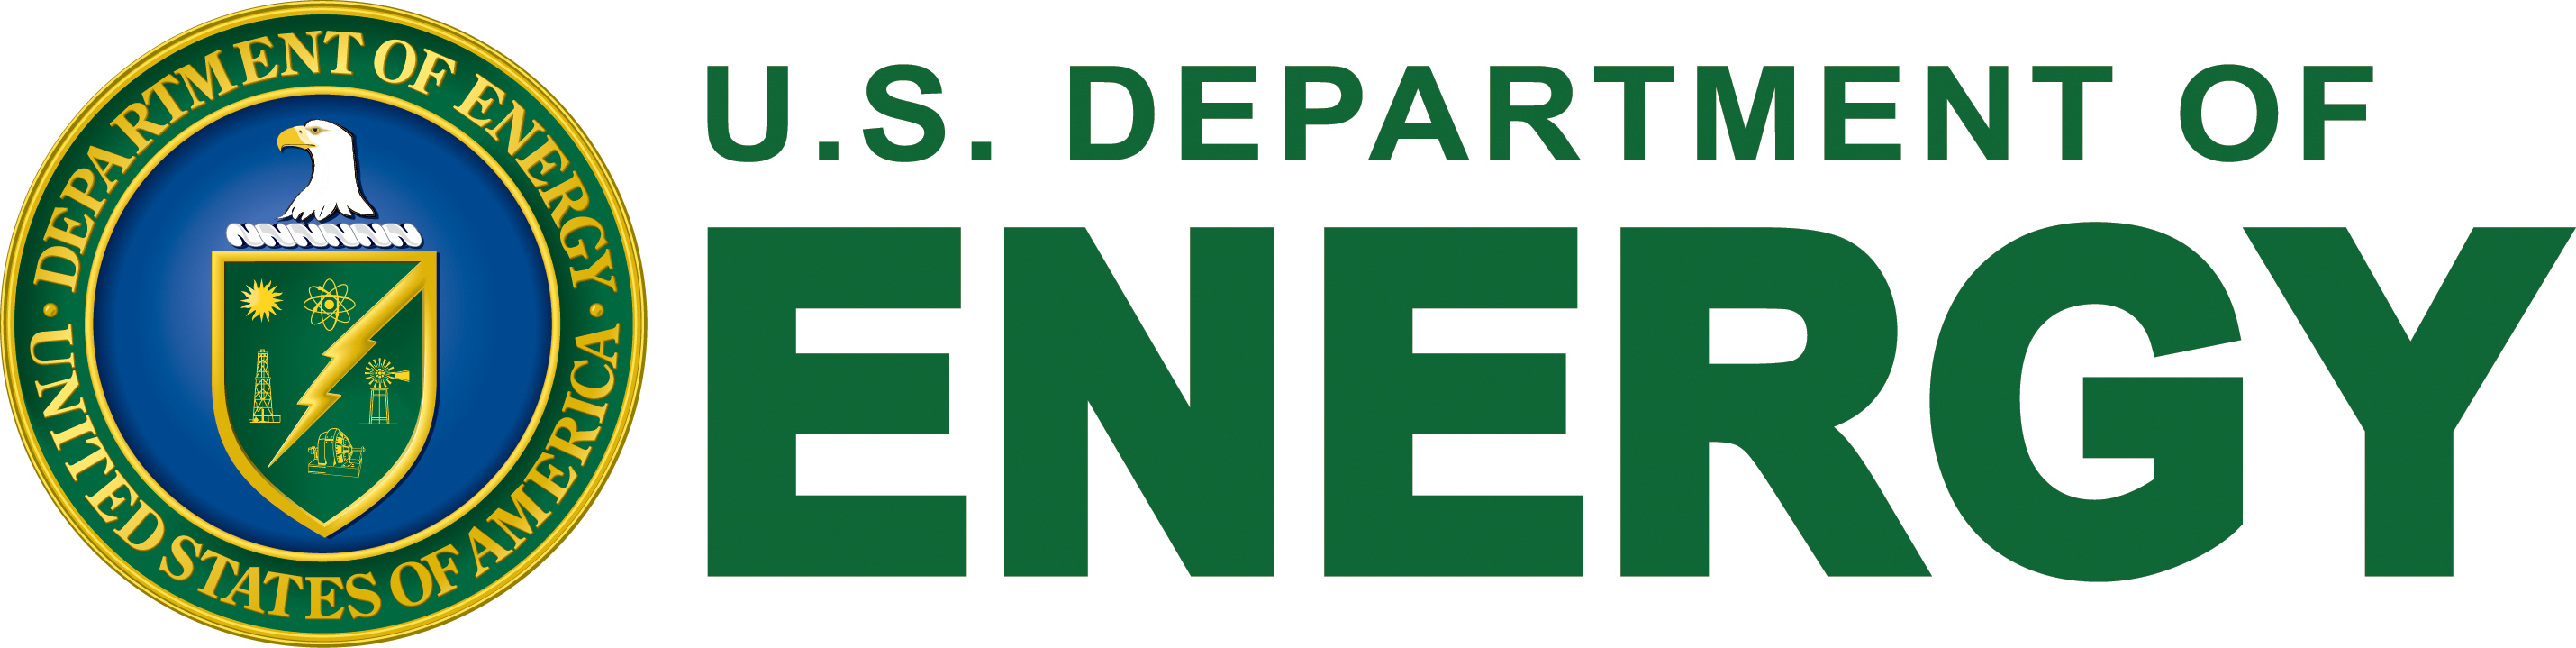 DEPARTMENT OF ENERGY
UNITED STATES OF AMERICA
U.S. DEPARTMENT OF
ENERGY